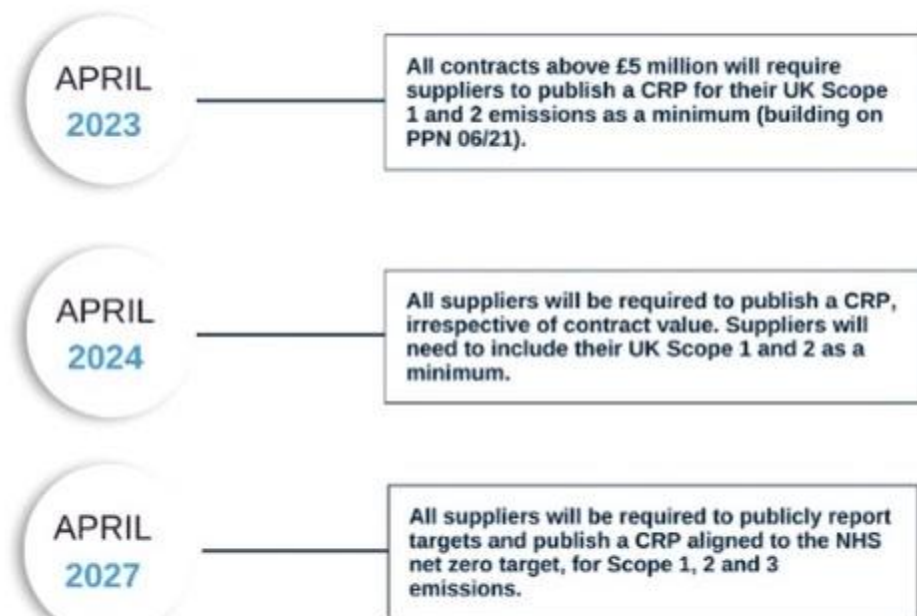 APRIL
2023
All contracts above £5 million will require
suppliers to publish a CRP for their UK Scope
1 and 2 emissions as a minimum (building on
PPN 06/21).
APRIL
2024
All suppliers will be required to publish a CRP,
irrespective of contract value. Suppliers will
need to include their UK Scope 1 and 2 as a
minimum.
APRIL
2027
All suppliers will be required to publicly report
targets and publish a CRP aligned to the NHS
net zero target, for Scope 1, 2 and 3
emissions.